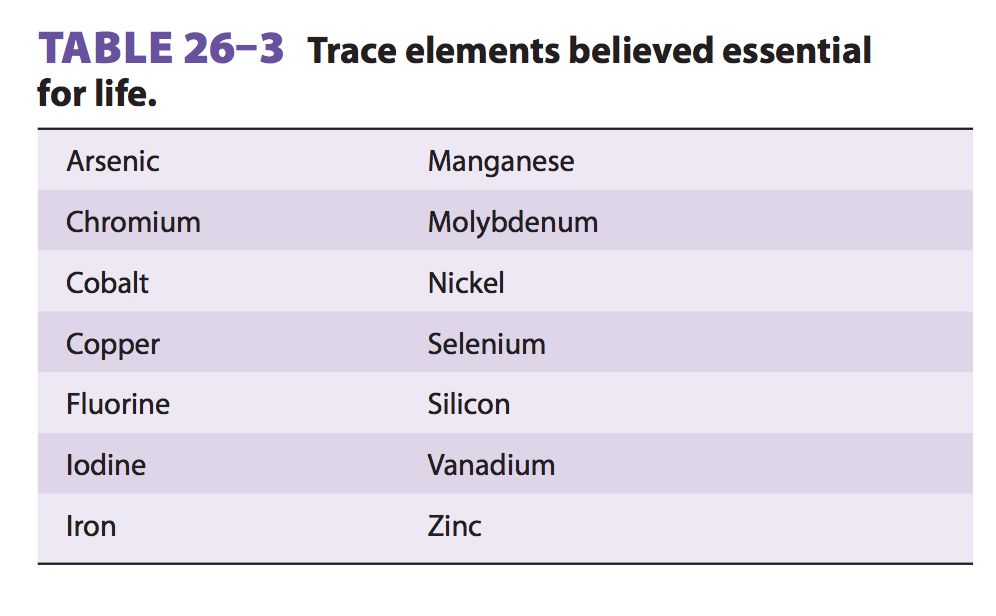 TABLE 26–3 Trace elements believed essential
for life.
Arsenic Manganese
Chromium Molybdenum
Cobalt Nickel
Copper Selenium
Fluorine Silicon
Iodine Vanadium
Iron Zinc